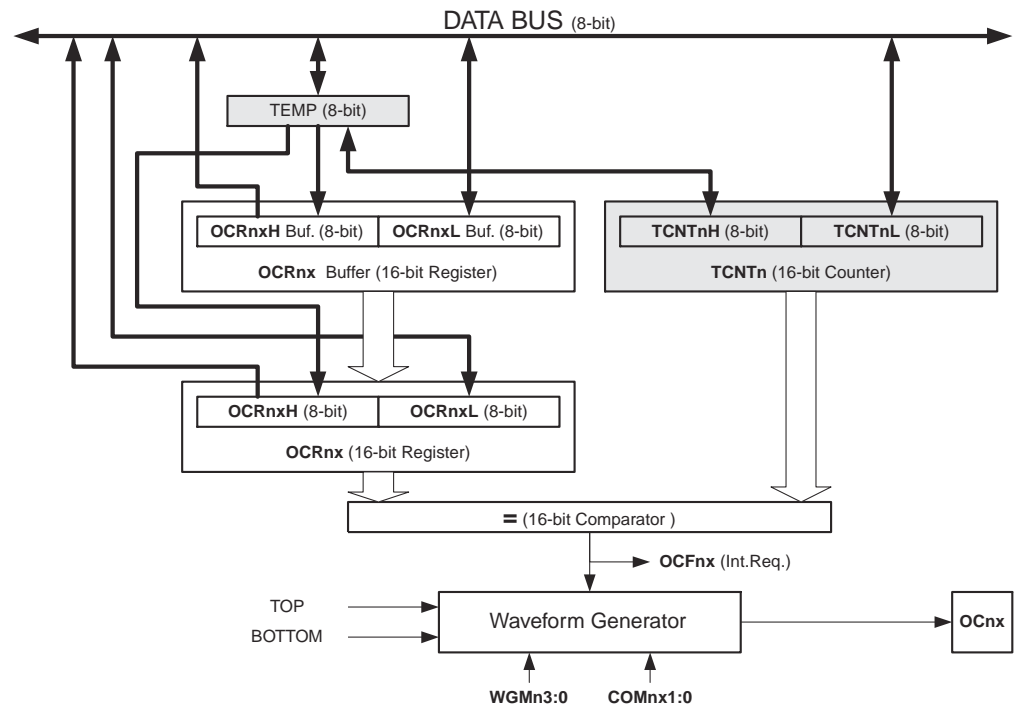 DATA BUS (8-bit)
TEMP (8-bit)
OCRnxH Buf. (8-bit) OCRnxL Buf. (8-bit)
OCRnx Buffer (16-bit Register)
TCNTnH (8-bit) TCNTnL (8-bit)
TCNTn (16-bit Counter)
OCRnxH (8-bit) OCRnxL (8-bit)
OCRnx (16-bit Register)
= (16-bit Comparator )
OCFnx (Int.Req.)
TOP
BOTTOM
Waveform Generator
OCnx
WGMn3:0 COMnx1:0